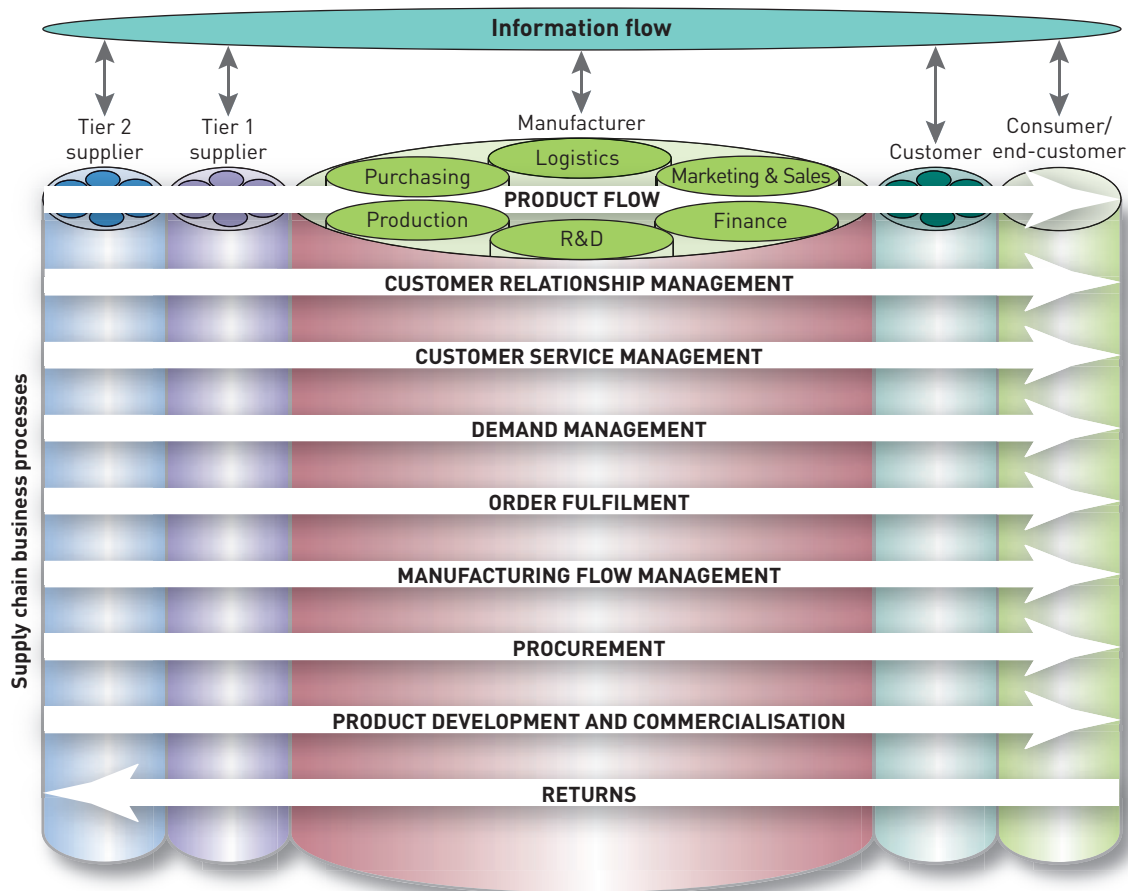 Information flow
Tier 2
supplier
Tier 1
supplier
Manufacturer
Customer
Consumer/
end-customer
Logistics
Purchasing
Marketing & Sales
PRODUCT FLOW
Production
Finance
R&D
CUSTOMER RELATIONSHIP MANAGEMENT
CUSTOMER SERVICE MANAGEMENT
DEMAND MANAGEMENT
ORDER FULFILMENT
MANUFACTURING FLOW MANAGEMENT
PROCUREMENT
PRODUCT DEVELOPMENT AND COMMERCIALISATION
RETURNS
Supply chain business processes